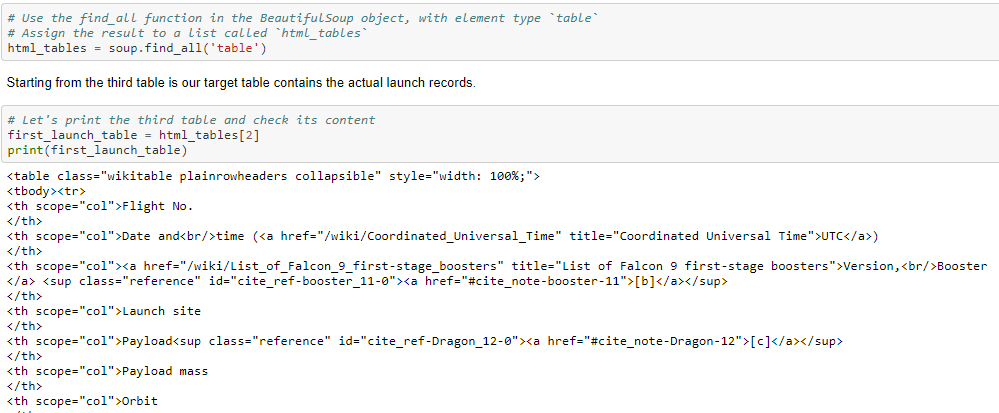 # Use the find_all function in the BeautifulSoup object, with element type `table`
# Assign the result to a list called `html_tables`
html_tables = soup.find_all('table')
Starting from the third table is our target table contains the actual launch records.
# Let's print the third table and check its content
first_launch_table = html_tables[2]
print(first_launch_table)
<table class="wikitable plainrowheaders collapsible" style="width: 100%;">
<tbody><tr>
<th scope="col">Flight No.
</th>
<th scope="col">Date and<br/>time (<a href="/wiki/Coordinated_Universal_Time" title="Coordinated Universal Time">UTC</a>)
</th>
<th scope="col"><a href="/wiki/List_of_Falcon_9_first-stage_boosters" title="List of Falcon 9 first-stage boosters">Version,<br/>Booster
</a> <sup class="reference" id="cite_ref-booster_11-0"><a href="#cite_note-booster-11">[b]</a></sup>
</th>
<th scope="col">Launch site
</th>
<th scope="col">Payload<sup class="reference" id="cite_ref-Dragon_12-0"><a href="#cite_note-Dragon-12">[c]</a></sup>
</th>
<th scope="col">Payload mass
</th>
<th scope="col">Orbit